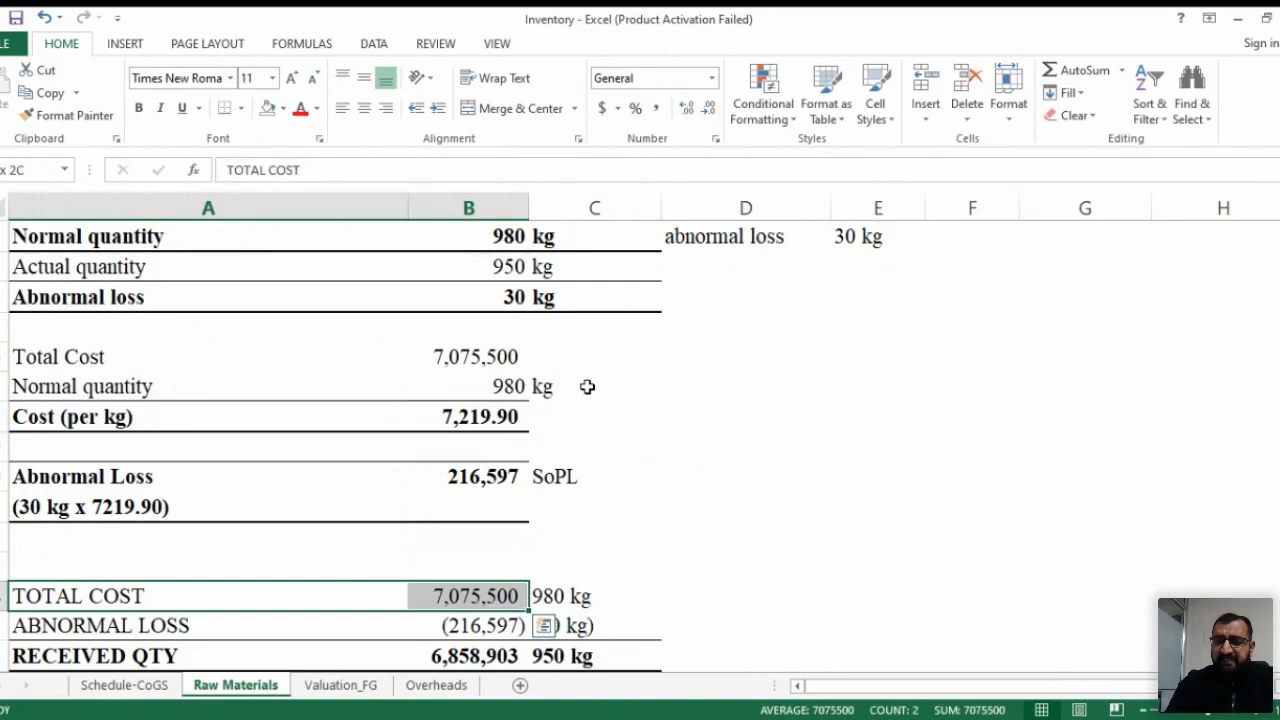 Inventory - Excel (Product Activation Failed)
HOME INSERT PAGE LAYOUT FORMULAS DATA REVIEW VIEW Sign in
Cut
Copy
Format Painter
Clipboard
Times New Roma 11
B I U
Font
Wrap Text
Merge & Center
Alignment
General
$ % ,
Number
Conditional Formatting
Format as Table
Cell Styles
Styles
Insert Delete Format
Cells
AutoSum
Fill
Clear
Sort & Filter
Find & Select
Editing
x 2C fx TOTAL COST
A B C D E F G H
Normal quantity 980 kg abnormal loss 30 kg
Actual quantity 950 kg
Abnormal loss 30 kg
Total Cost 7,075,500
Normal quantity 980 kg
Cost (per kg) 7,219.90
Abnormal Loss 216,597 SoPL
(30 kg x 7219.90)
TOTAL COST 7,075,500 980 kg
ABNORMAL LOSS (216,597) kg)
RECEIVED QTY 6,858,903 950 kg
Schedule-CoGS Raw Materials Valuation_FG Overheads
AVERAGE: 7075500 COUNT: 2 SUM: 7075500